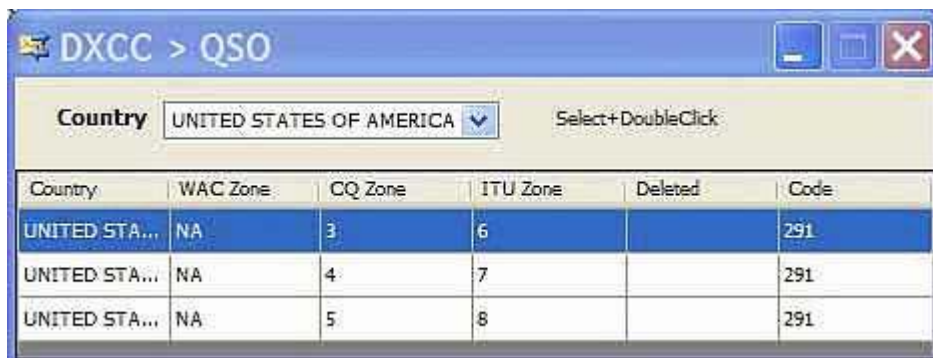 DXCC > QSO
Country UNITED STATES OF AMERICA Select+DoubleClick
Country WAC Zone CQ Zone ITU Zone Deleted Code
UNITED STA... NA 3 6 291
UNITED STA... NA 4 7 291
UNITED STA... NA 5 8 291